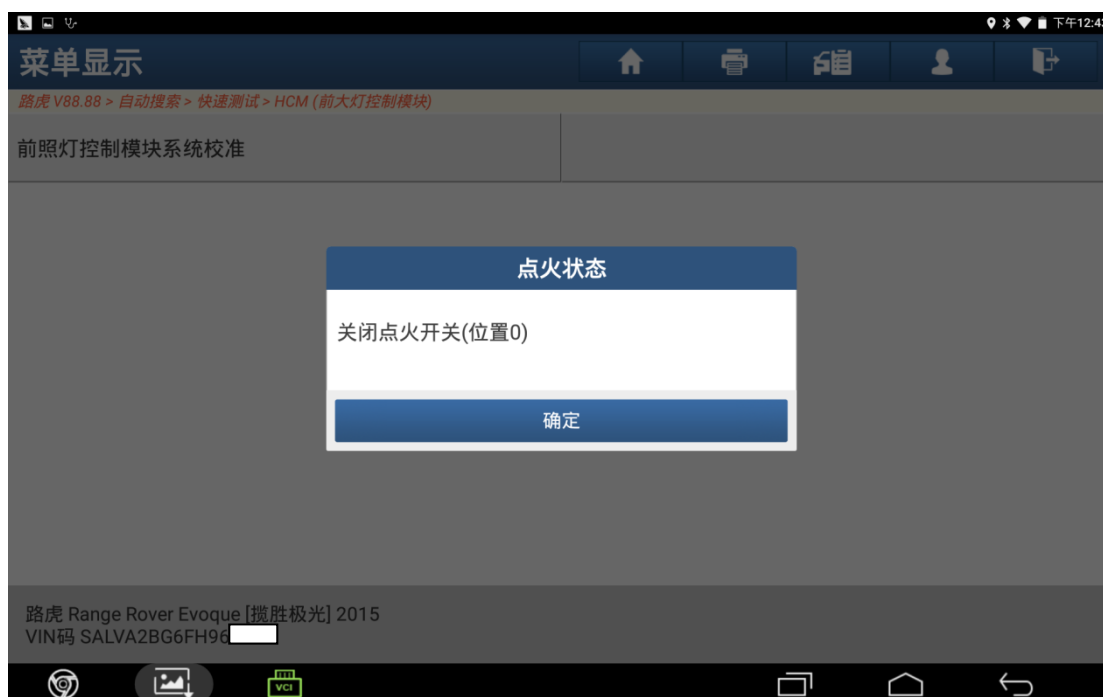 下午12:43
菜单显示
路虎 V88.88 > 自动搜索 > 快速测试 > HCM (前大灯控制模块)
前照灯控制模块系统校准
点火状态
关闭点火开关(位置0)
确定
路虎 Range Rover Evoque [揽胜极光] 2015
VIN码 SALVA2BG6FH96
VCI